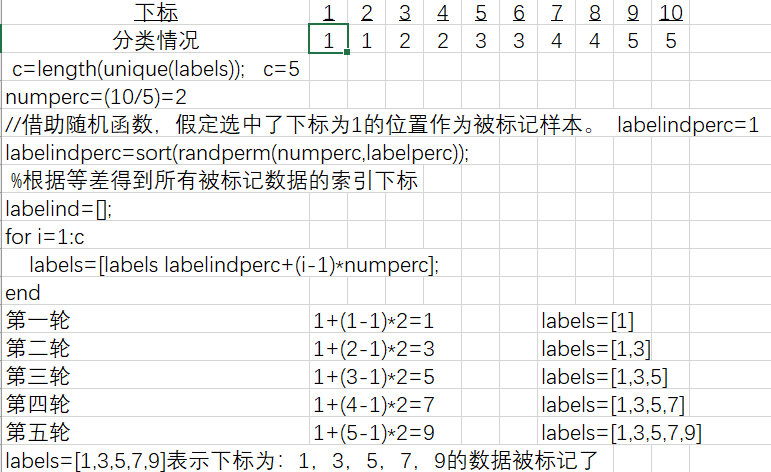 下标 1 2 3 4 5 6 7 8 9 10
分类情况 1 1 2 2 3 3 4 4 5 5
c=length(unique(labels)); c=5
numperc=(10/5)=2
//借助随机函数，假定选中了下标为1的位置作为被标记样本。 labelindperc=1
labelindperc=sort(randperm(numperc,labelperc));
%根据等差得到所有被标记数据的索引下标
labelind=[];
for i=1:c
labels=[labels labelindperc+(i-1)*numperc];
end
第一轮 1+(1-1)*2=1 labels=[1]
第二轮 1+(2-1)*2=3 labels=[1,3]
第三轮 1+(3-1)*2=5 labels=[1,3,5]
第四轮 1+(4-1)*2=7 labels=[1,3,5,7]
第五轮 1+(5-1)*2=9 labels=[1,3,5,7,9]
labels=[1,3,5,7,9]表示下标为：1，3，5，7，9的数据被标记了